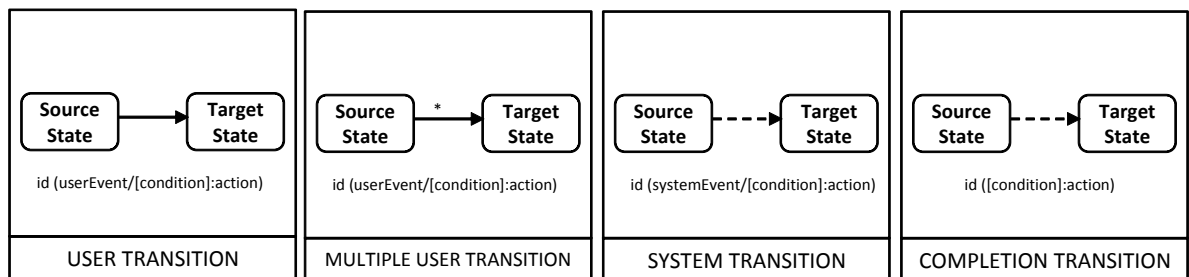 Source
State
Target
State
id (userEvent/[condition]:action)
USER TRANSITION
Source
State
*
Target
State
id (userEvent/[condition]:action)
MULTIPLE USER TRANSITION
Source
State
Target
State
id (systemEvent/[condition]:action)
SYSTEM TRANSITION
Source
State
Target
State
id ([condition]:action)
COMPLETION TRANSITION